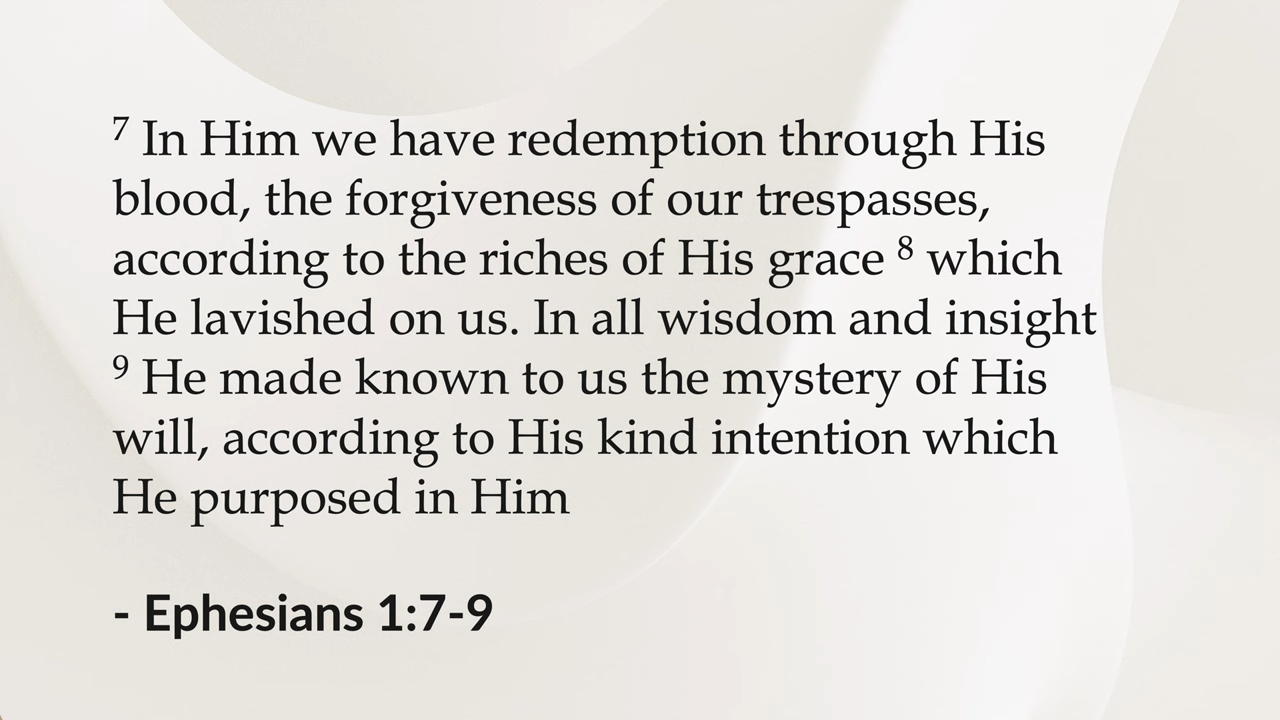 ⁷ In Him we have redemption through His
blood, the forgiveness of our trespasses,
according to the riches of His grace ⁸ which
He lavished on us. In all wisdom and insight
⁹ He made known to us the mystery of His
will, according to His kind intention which
He purposed in Him
- Ephesians 1:7-9